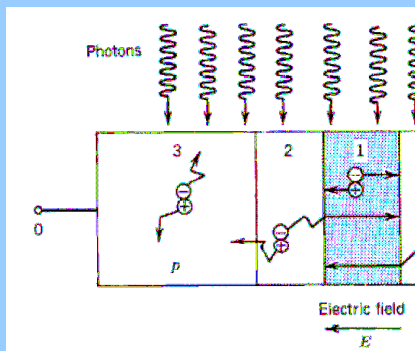 Photons
3 2 1
− +
− +
− +
0
p
Electric field
E